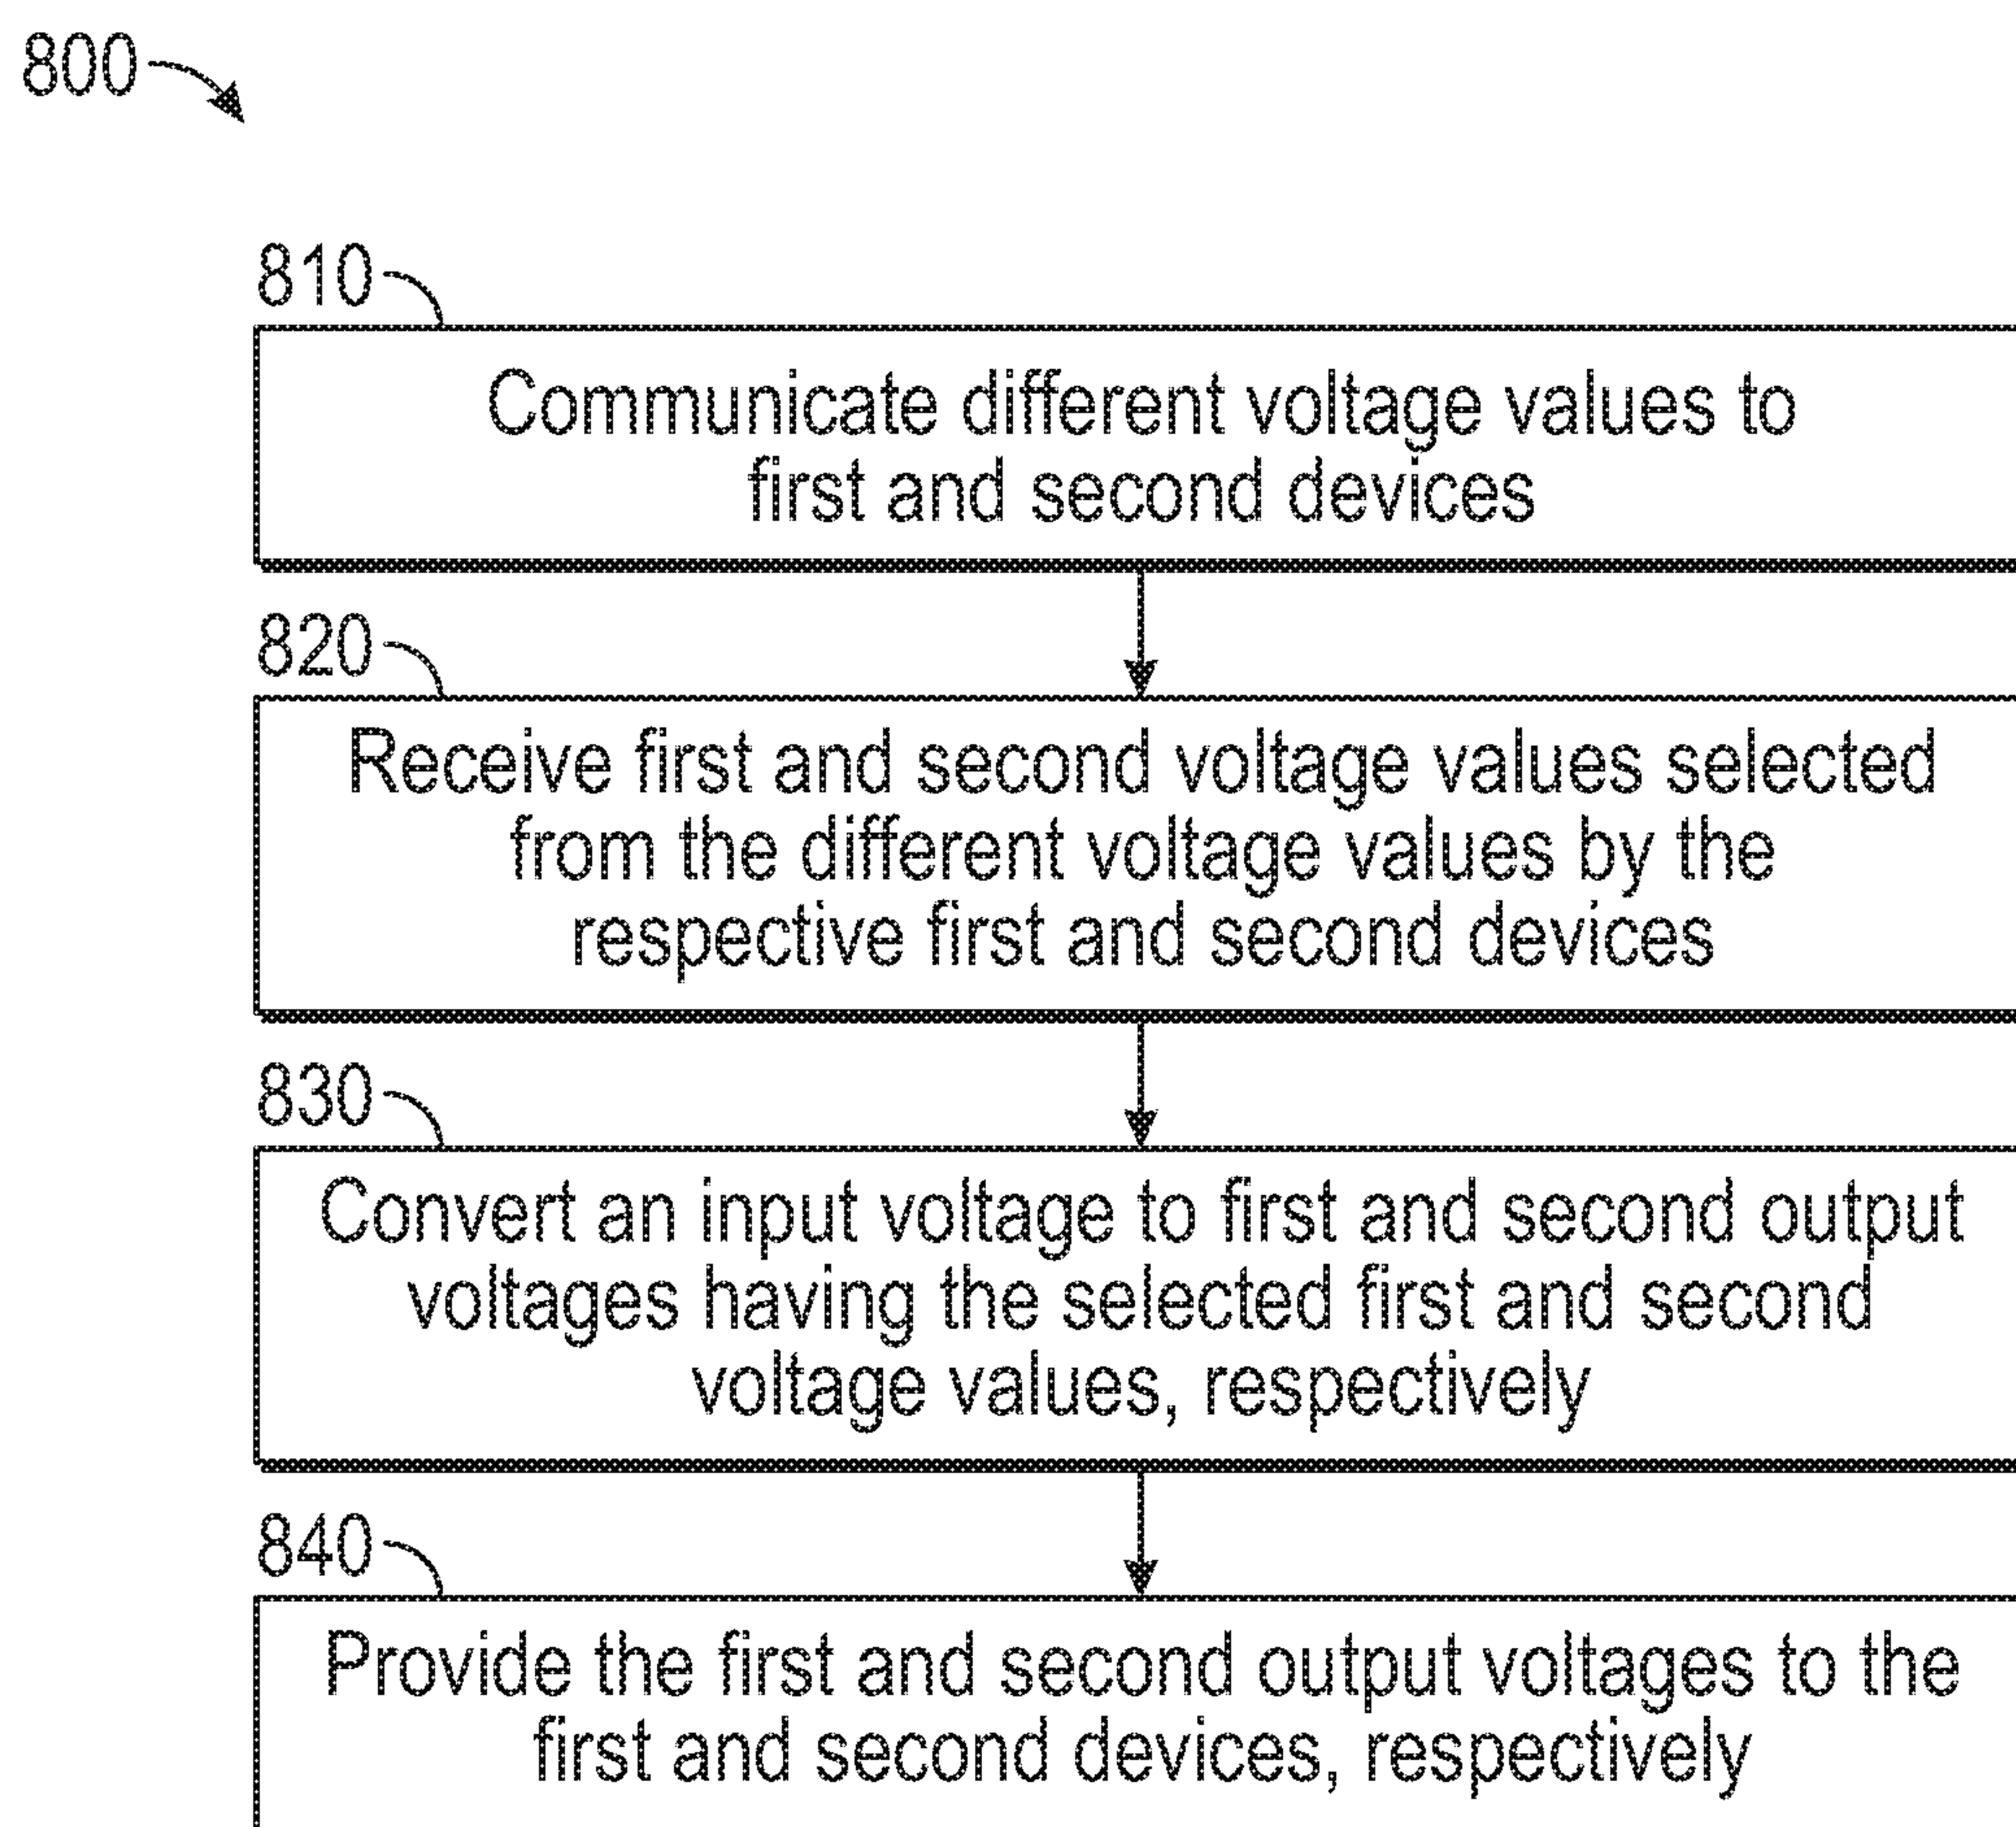 800
810
Communicate different voltage values to
first and second devices
820
Receive first and second voltage values selected
from the different voltage values by the
respective first and second devices
830
Convert an input voltage to first and second output
voltages having the selected first and second
voltage values, respectively
840
Provide the first and second output voltages to the
first and second devices, respectively